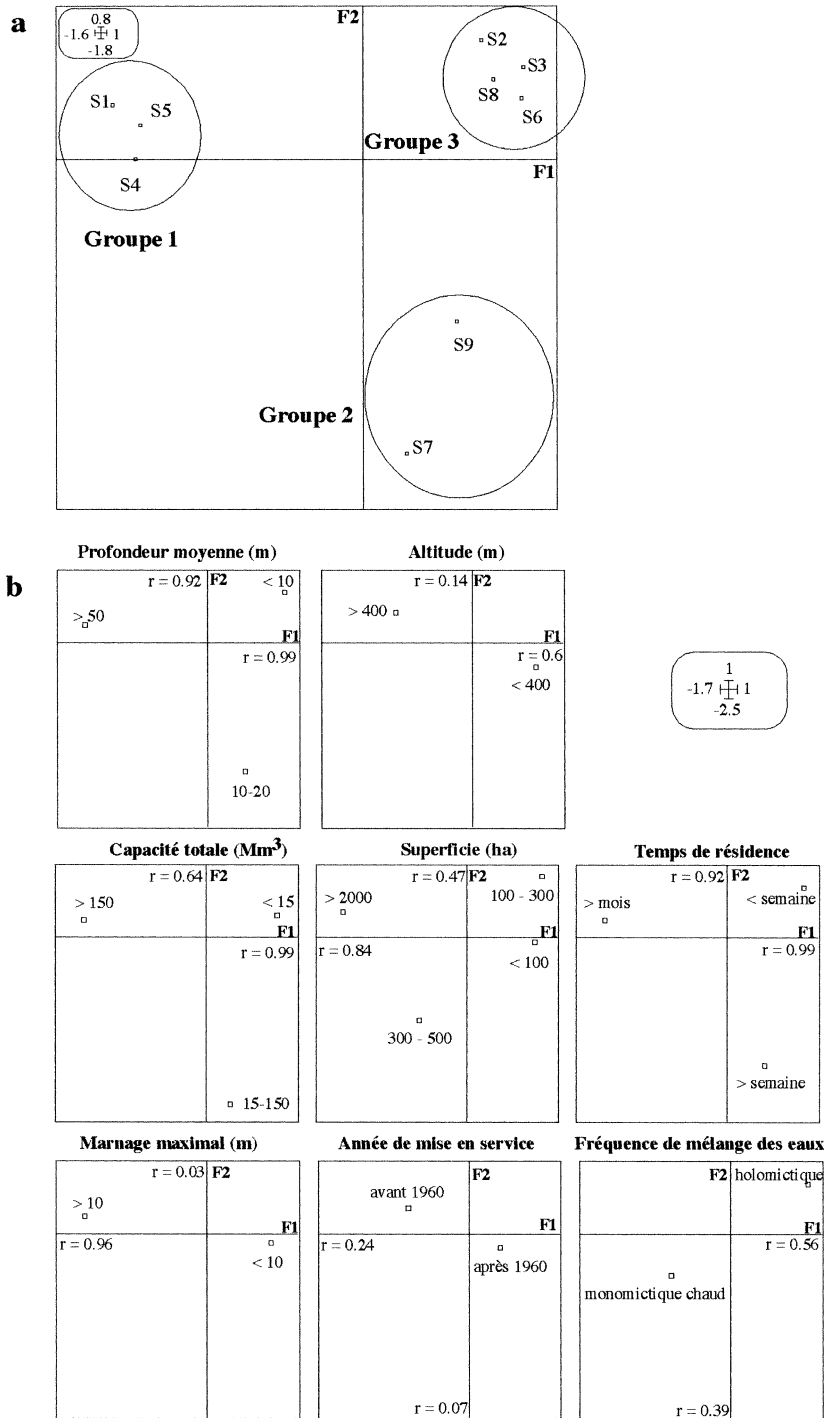 a
F2
0.8
-1.6 1
-1.8
S2
S3
S8
S6
S1
S5
S4
Groupe 3
F1
Groupe 1
S9
Groupe 2
S7
b
Profondeur moyenne (m)
r = 0.92 F2 < 10
> 50
F1
r = 0.99
10-20
Altitude (m)
r = 0.14 F2
> 400
F1
r = 0.6
< 400
1
-1.7 1
-2.5
Capacité totale (Mm3)
r = 0.64 F2
> 150 < 15
F1
r = 0.99
15-150
Superficie (ha)
r = 0.47 F2
> 2000 100 - 300
F1
r = 0.84
< 100
300 - 500
Temps de résidence
r = 0.92 F2
> mois < semaine
F1
r = 0.99
> semaine
Marnage maximal (m)
r = 0.03 F2
> 10
F1
r = 0.96
< 10
Année de mise en service
F2
avant 1960
F1
r = 0.24
après 1960
r = 0.07
Fréquence de mélange des eaux
F2 holomictique
F1
r = 0.56
monomictique chaud
r = 0.39